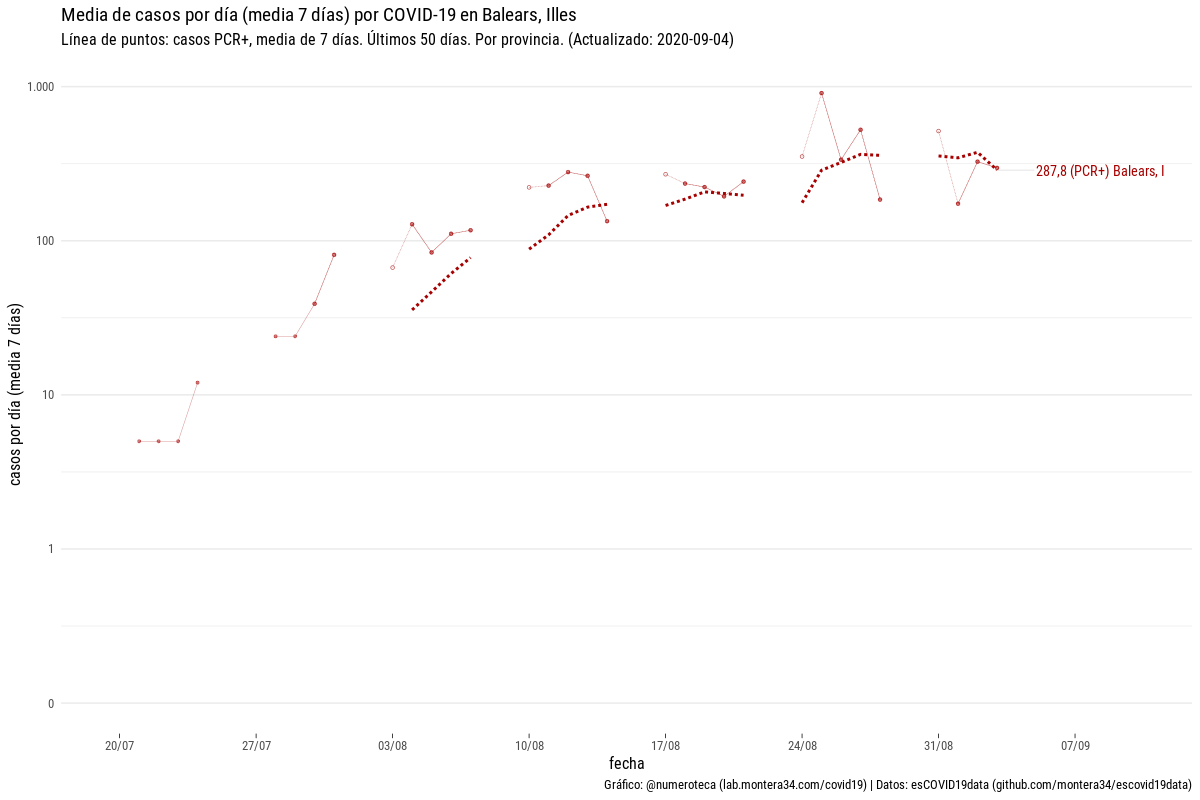 Media de casos por día (media 7 días) por COVID-19 en Balears, Illes
Línea de puntos: casos PCR+, media de 7 días. Últimos 50 días. Por provincia. (Actualizado: 2020-09-04)
casos por día (media 7 días)
1.000
100
10
1
0
287,8 (PCR+) Balears, I
20/07
27/07
03/08
10/08
17/08
24/08
31/08
07/09
fecha
Gráfico: @numeroteca (lab.montera34.com/covid19) | Datos: esCOVID19data (github.com/montera34/escovid19data)